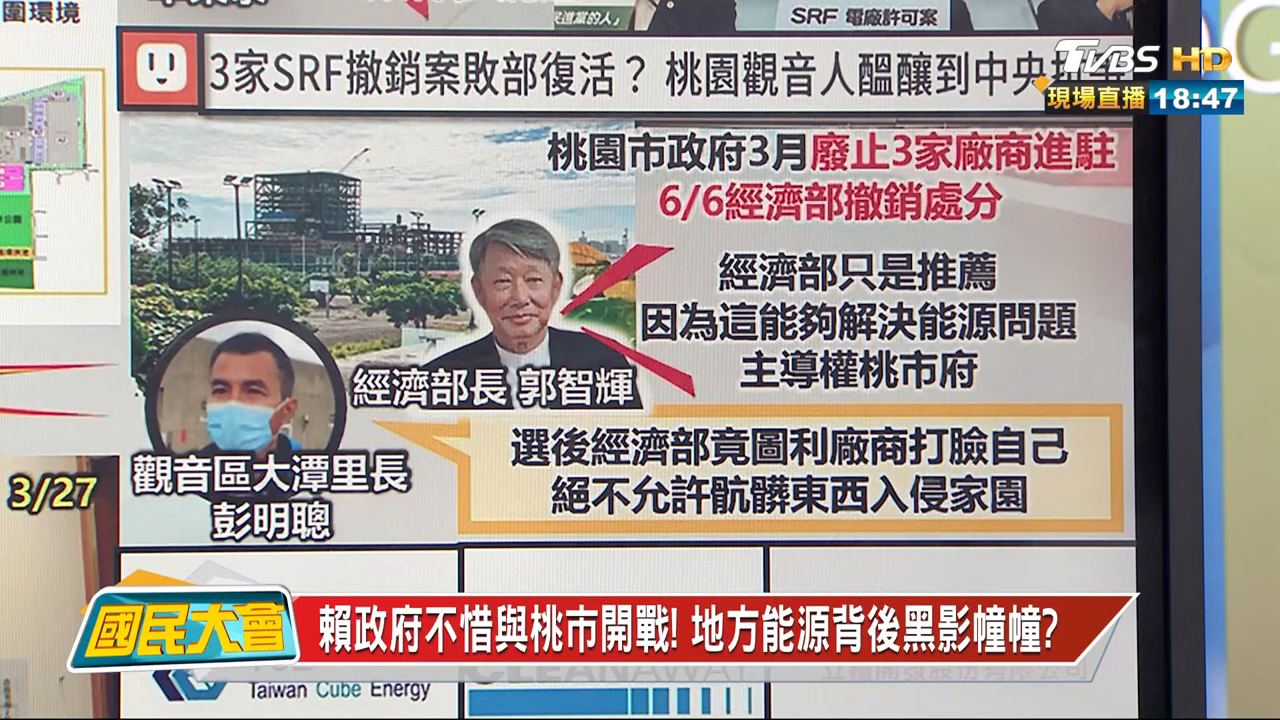 圍環境
SRF 電廠許可案
3家SRF撤銷案敗部復活？ 桃園觀音人醞釀到中央
TVBS HD
現場直播 18:47
桃園市政府3月廢止3家廠商進駐
6/6經濟部撤銷處分
經濟部只是推薦
因為這能夠解決能源問題
主導權桃市府
經濟部長 郭智輝
選後經濟部竟圖利廠商打臉自己
絕不允許骯髒東西入侵家園
觀音區大潭里長
彭明聰
3/27
國民大會
賴政府不惜與桃市開戰! 地方能源背後黑影幢幢?
Taiwan Cube Energy
CLEANAWAY